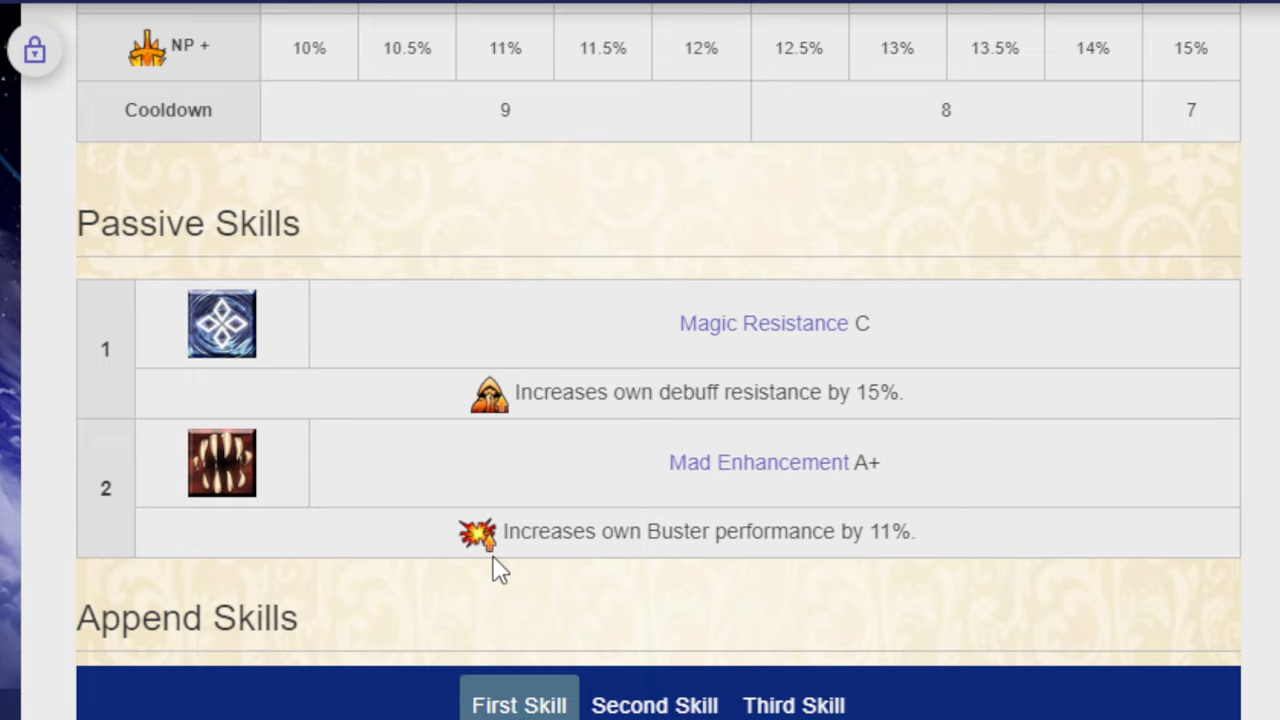 NP + 10% 10.5% 11% 11.5% 12% 12.5% 13% 13.5% 14% 15%
Cooldown 9 8 7
Passive Skills
1 Magic Resistance C
Increases own debuff resistance by 15%.
2 Mad Enhancement A+
Increases own Buster performance by 11%.
Append Skills
First Skill Second Skill Third Skill